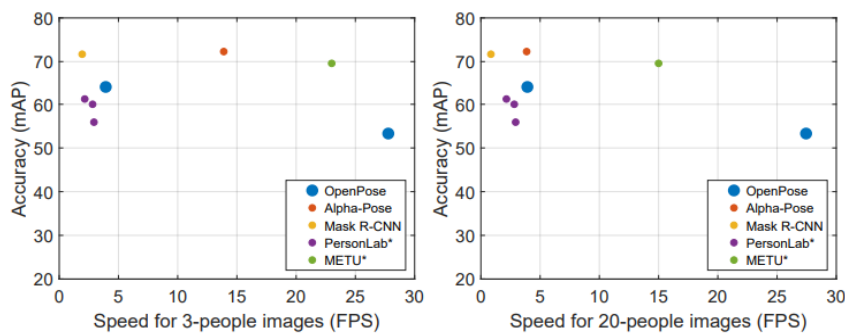 80
70
60
50
40
30
20
Accuracy (mAP)
OpenPose
Alpha-Pose
Mask R-CNN
PersonLab*
METU*
0 5 10 15 20 25 30
Speed for 3-people images (FPS)
80
70
60
50
40
30
20
Accuracy (mAP)
OpenPose
Alpha-Pose
Mask R-CNN
PersonLab*
METU*
0 5 10 15 20 25 30
Speed for 20-people images (FPS)